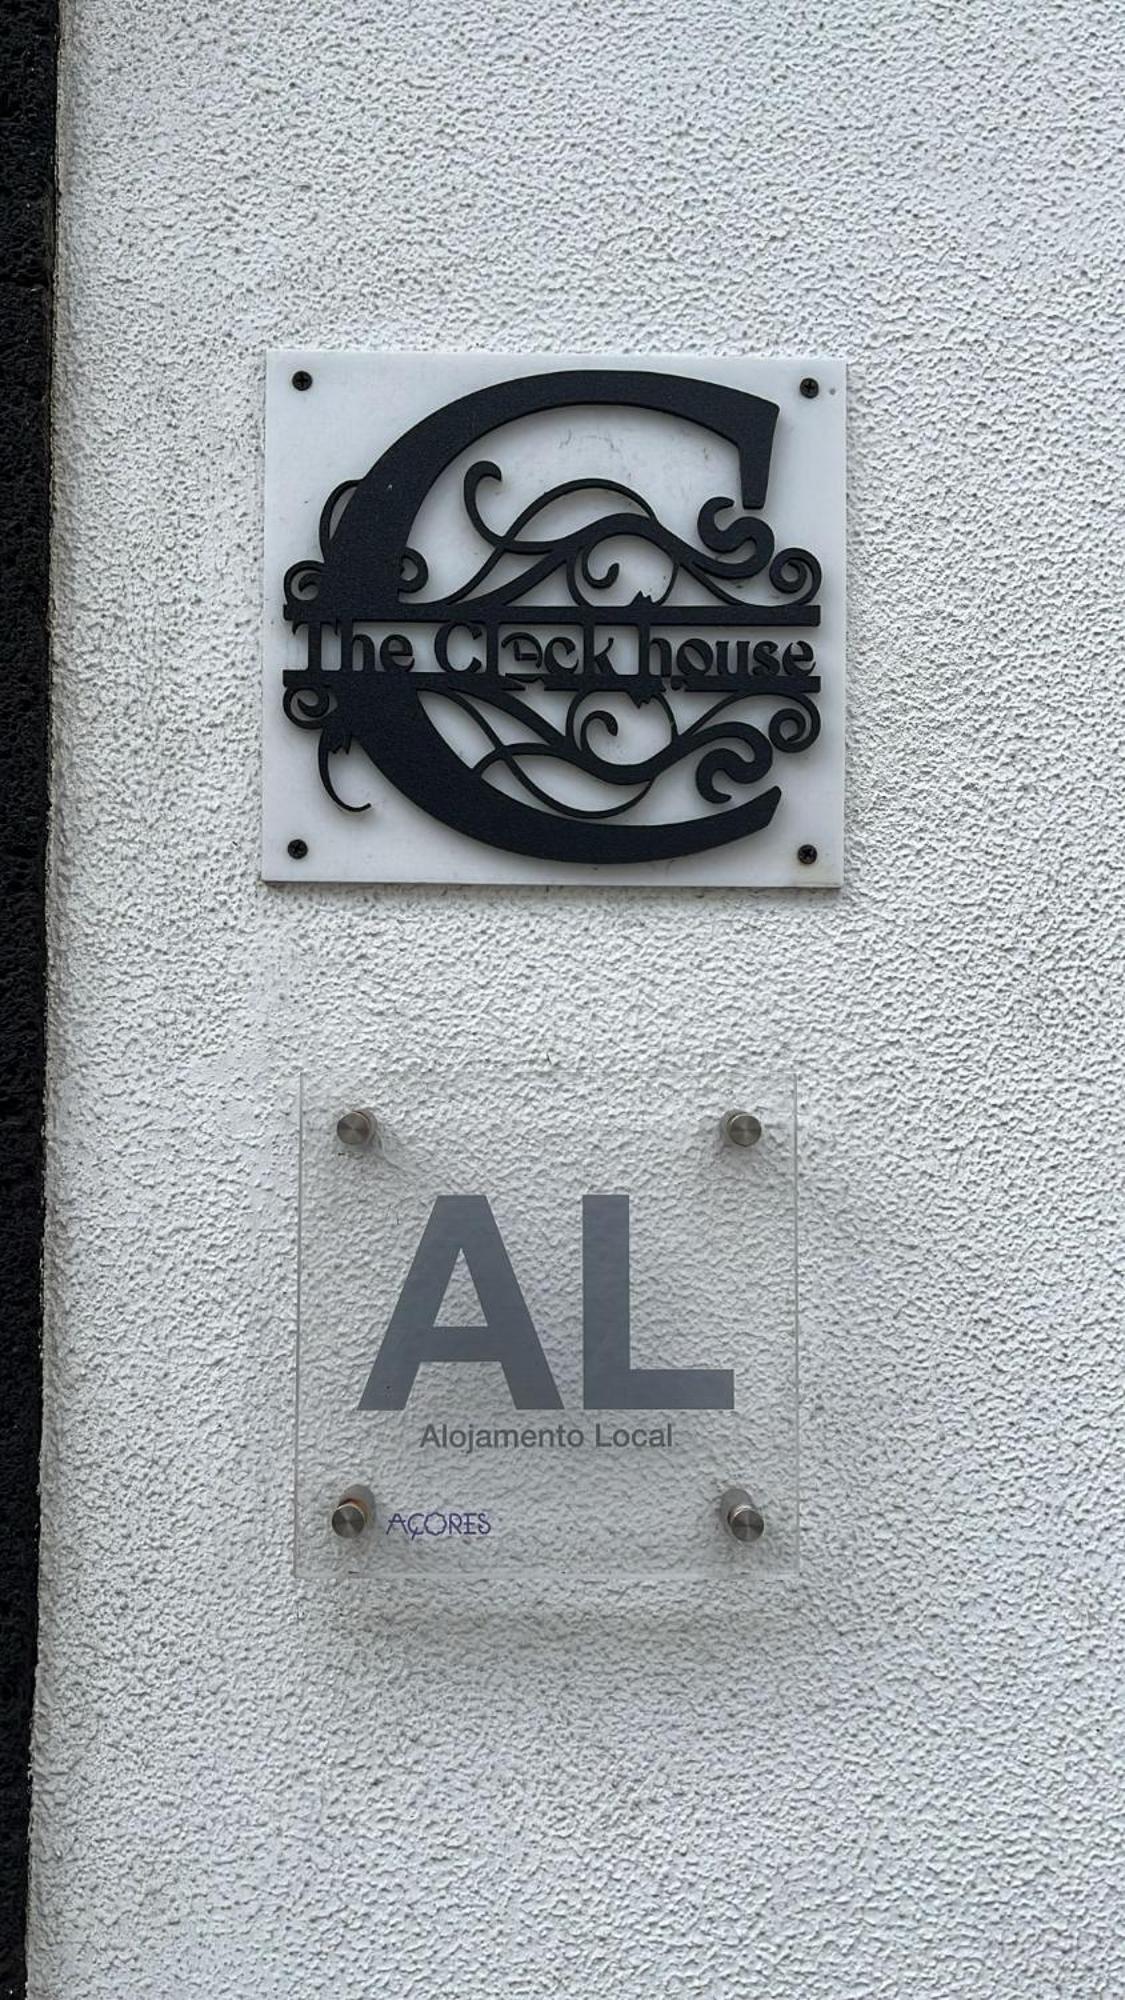 C
The Clock house
AL
Alojamento Local
AÇORES